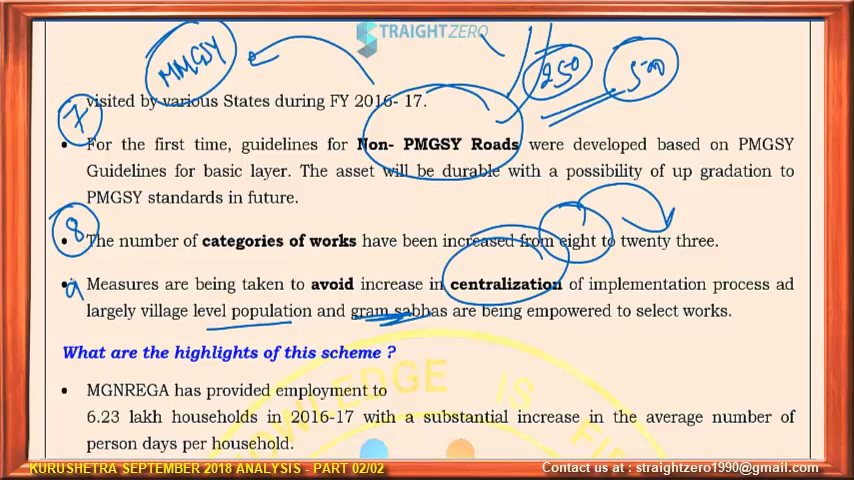 STRAIGHTZERO
MMGSY
250
500
visited by various States during FY 2016- 17.
7
• For the first time, guidelines for Non- PMGSY Roads were developed based on PMGSY
Guidelines for basic layer. The asset will be durable with a possibility of up gradation to
PMGSY standards in future.
8
• The number of categories of works have been increased from eight to twenty three.
9
• Measures are being taken to avoid increase in centralization of implementation process ad
largely village level population and gram sabhas are being empowered to select works.
What are the highlights of this scheme ?
• MGNREGA has provided employment to
6.23 lakh households in 2016-17 with a substantial increase in the average number of
person days per household.
KNOWLEDGE IS
KURUSHETRA SEPTEMBER 2018 ANALYSIS - PART 02/02
Contact us at : straightzero1990@gmail.com